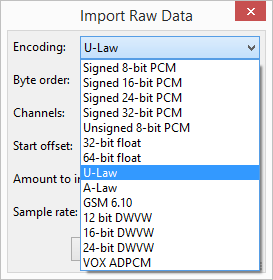 Import Raw Data
Encoding: U-Law
Signed 8-bit PCM
Byte order: Signed 16-bit PCM
Signed 24-bit PCM
Channels: Signed 32-bit PCM
Unsigned 8-bit PCM
Start offset: 32-bit float
64-bit float
Amount to i U-Law
A-Law
Sample rate: GSM 6.10
12 bit DWVW
16-bit DWVW
24-bit DWVW
VOX ADPCM